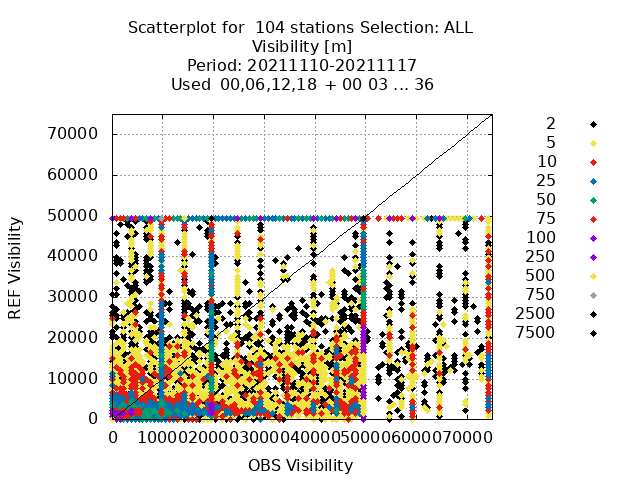 Scatterplot for  104 stations Selection: ALL
Visibility [m]
Period: 20211110-20211117
Used  00,06,12,18  + 00 03 ... 36
70000
60000
50000
40000
30000
20000
10000
0
REF Visibility
0 10000 20000 30000 40000 50000 60000 70000
OBS Visibility
2
5
10
25
50
75
100
250
500
750
2500
7500